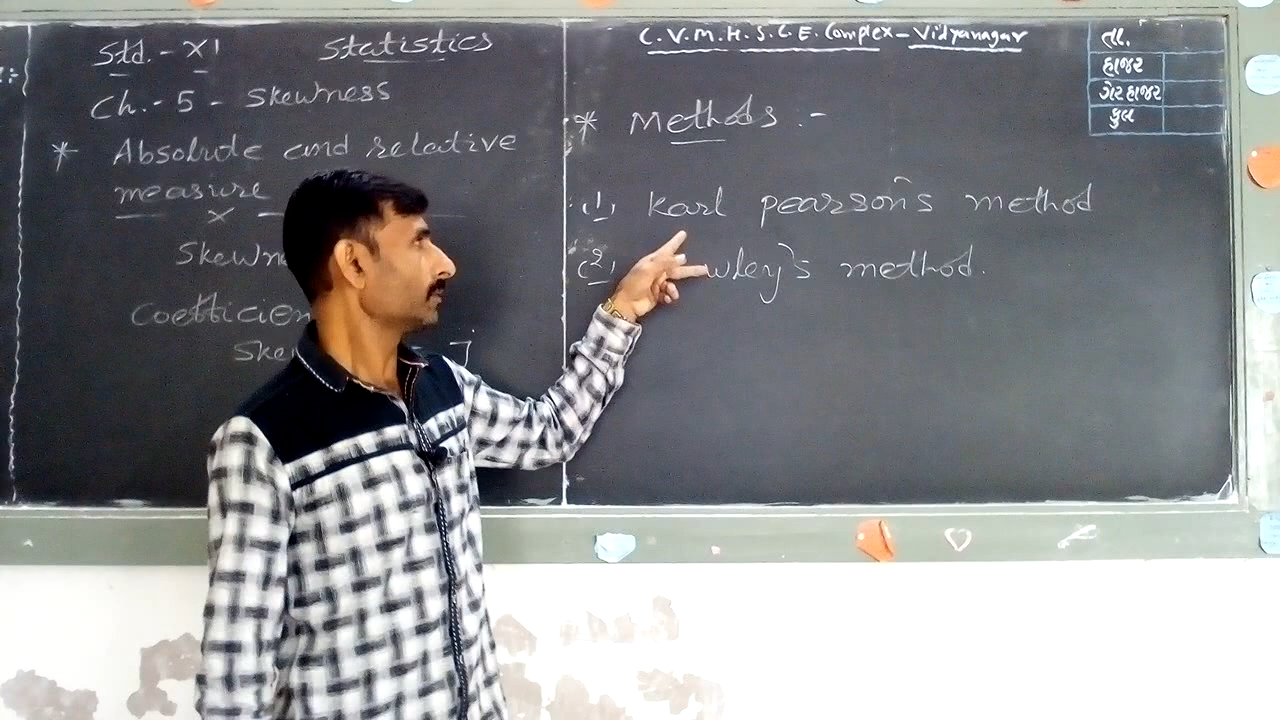 Std. - XI Statistics
Ch. - 5 - Skewness
* Absolute and relative
measure
x
Skewn
Coefficien
Ske = J
C.V.M.H.S.C.E. Complex - Vidyanagar
* Methods :-
(1) Karl pearson's method
(2) wley's method.
તા.
હાજર
ગેરહાજર
કુલ